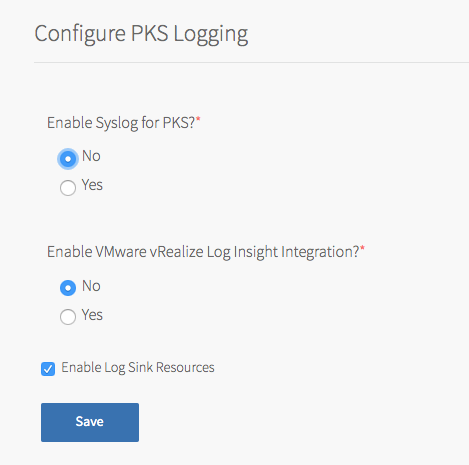 Configure PKS Logging
Enable Syslog for PKS?*
No
Yes
Enable VMware vRealize Log Insight Integration?*
No
Yes
Enable Log Sink Resources
Save